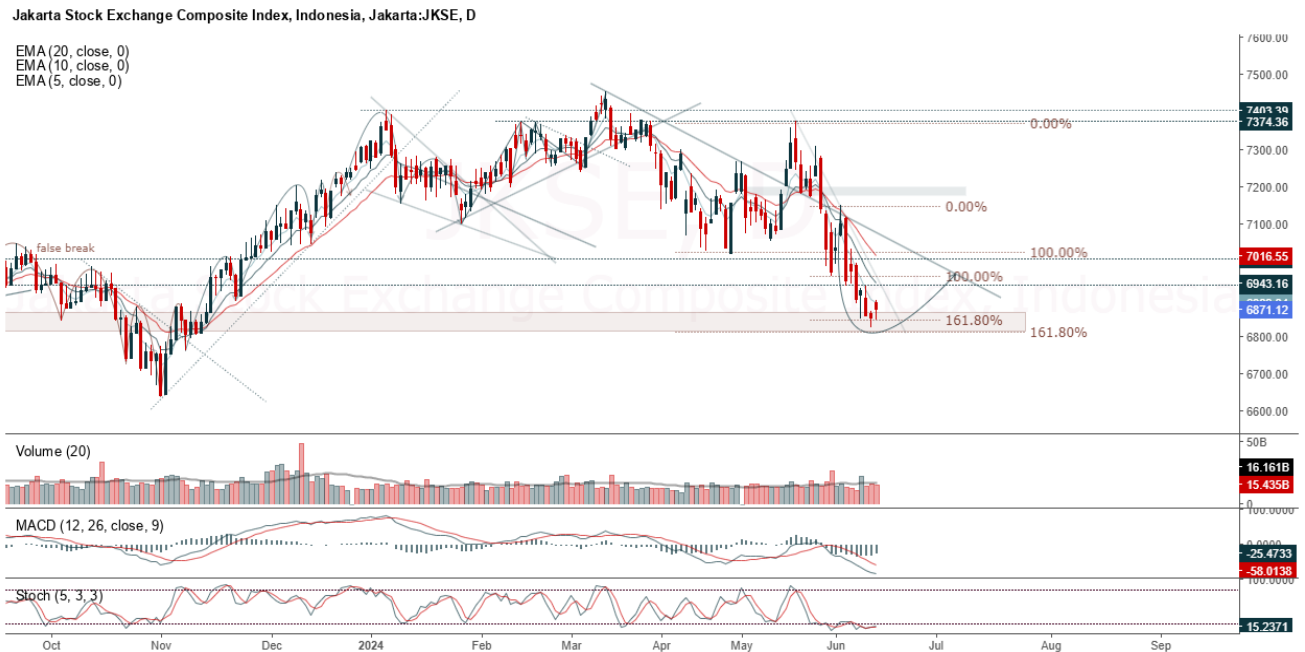 Jakarta Stock Exchange Composite Index, Indonesia, Jakarta:JKSE, D
EMA (20, close, 0)
EMA (10, close, 0)
EMA (5, close, 0)
false break
0.00%
0.00%
100.00%
100.00%
161.80%
161.80%
7600.00
7500.00
7403.39
7374.36
7300.00
7200.00
7100.00
7016.55
6943.16
6871.12
6800.00
6700.00
6600.00
Volume (20)
50B
16.161B
15.435B
0
MACD (12, 26, close, 9)
100.0000
0.0000
-25.4733
-58.0138
Stoch (5, 3, 3)
100.0000
15.2371
Oct Nov Dec 2024 Feb Mar Apr May Jun Jul Aug Sep